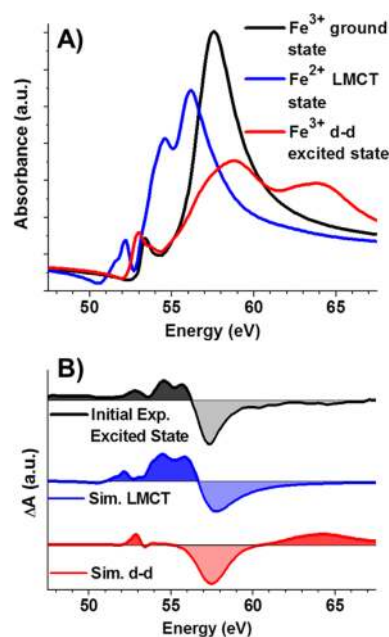 A)
Fe3+ ground
state
Fe2+ LMCT
state
Fe3+ d-d
excited state
Absorbance (a.u.)
50 55 60 65
Energy (eV)
B)
Initial Exp.
Excited State
Sim. LMCT
Sim. d-d
ΔA (a.u.)
50 55 60 65
Energy (eV)